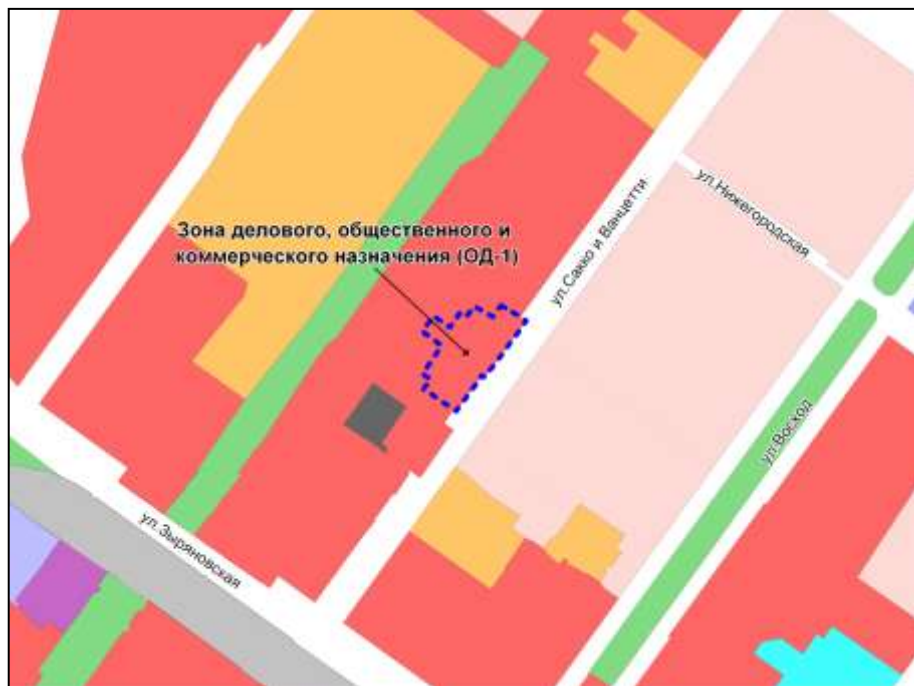 ул.Нижегородская
ул.Сакко и Ванцетти
Зона делового, общественного и
коммерческого назначения (ОД-1)
ул.Восход
ул.Зыряновская